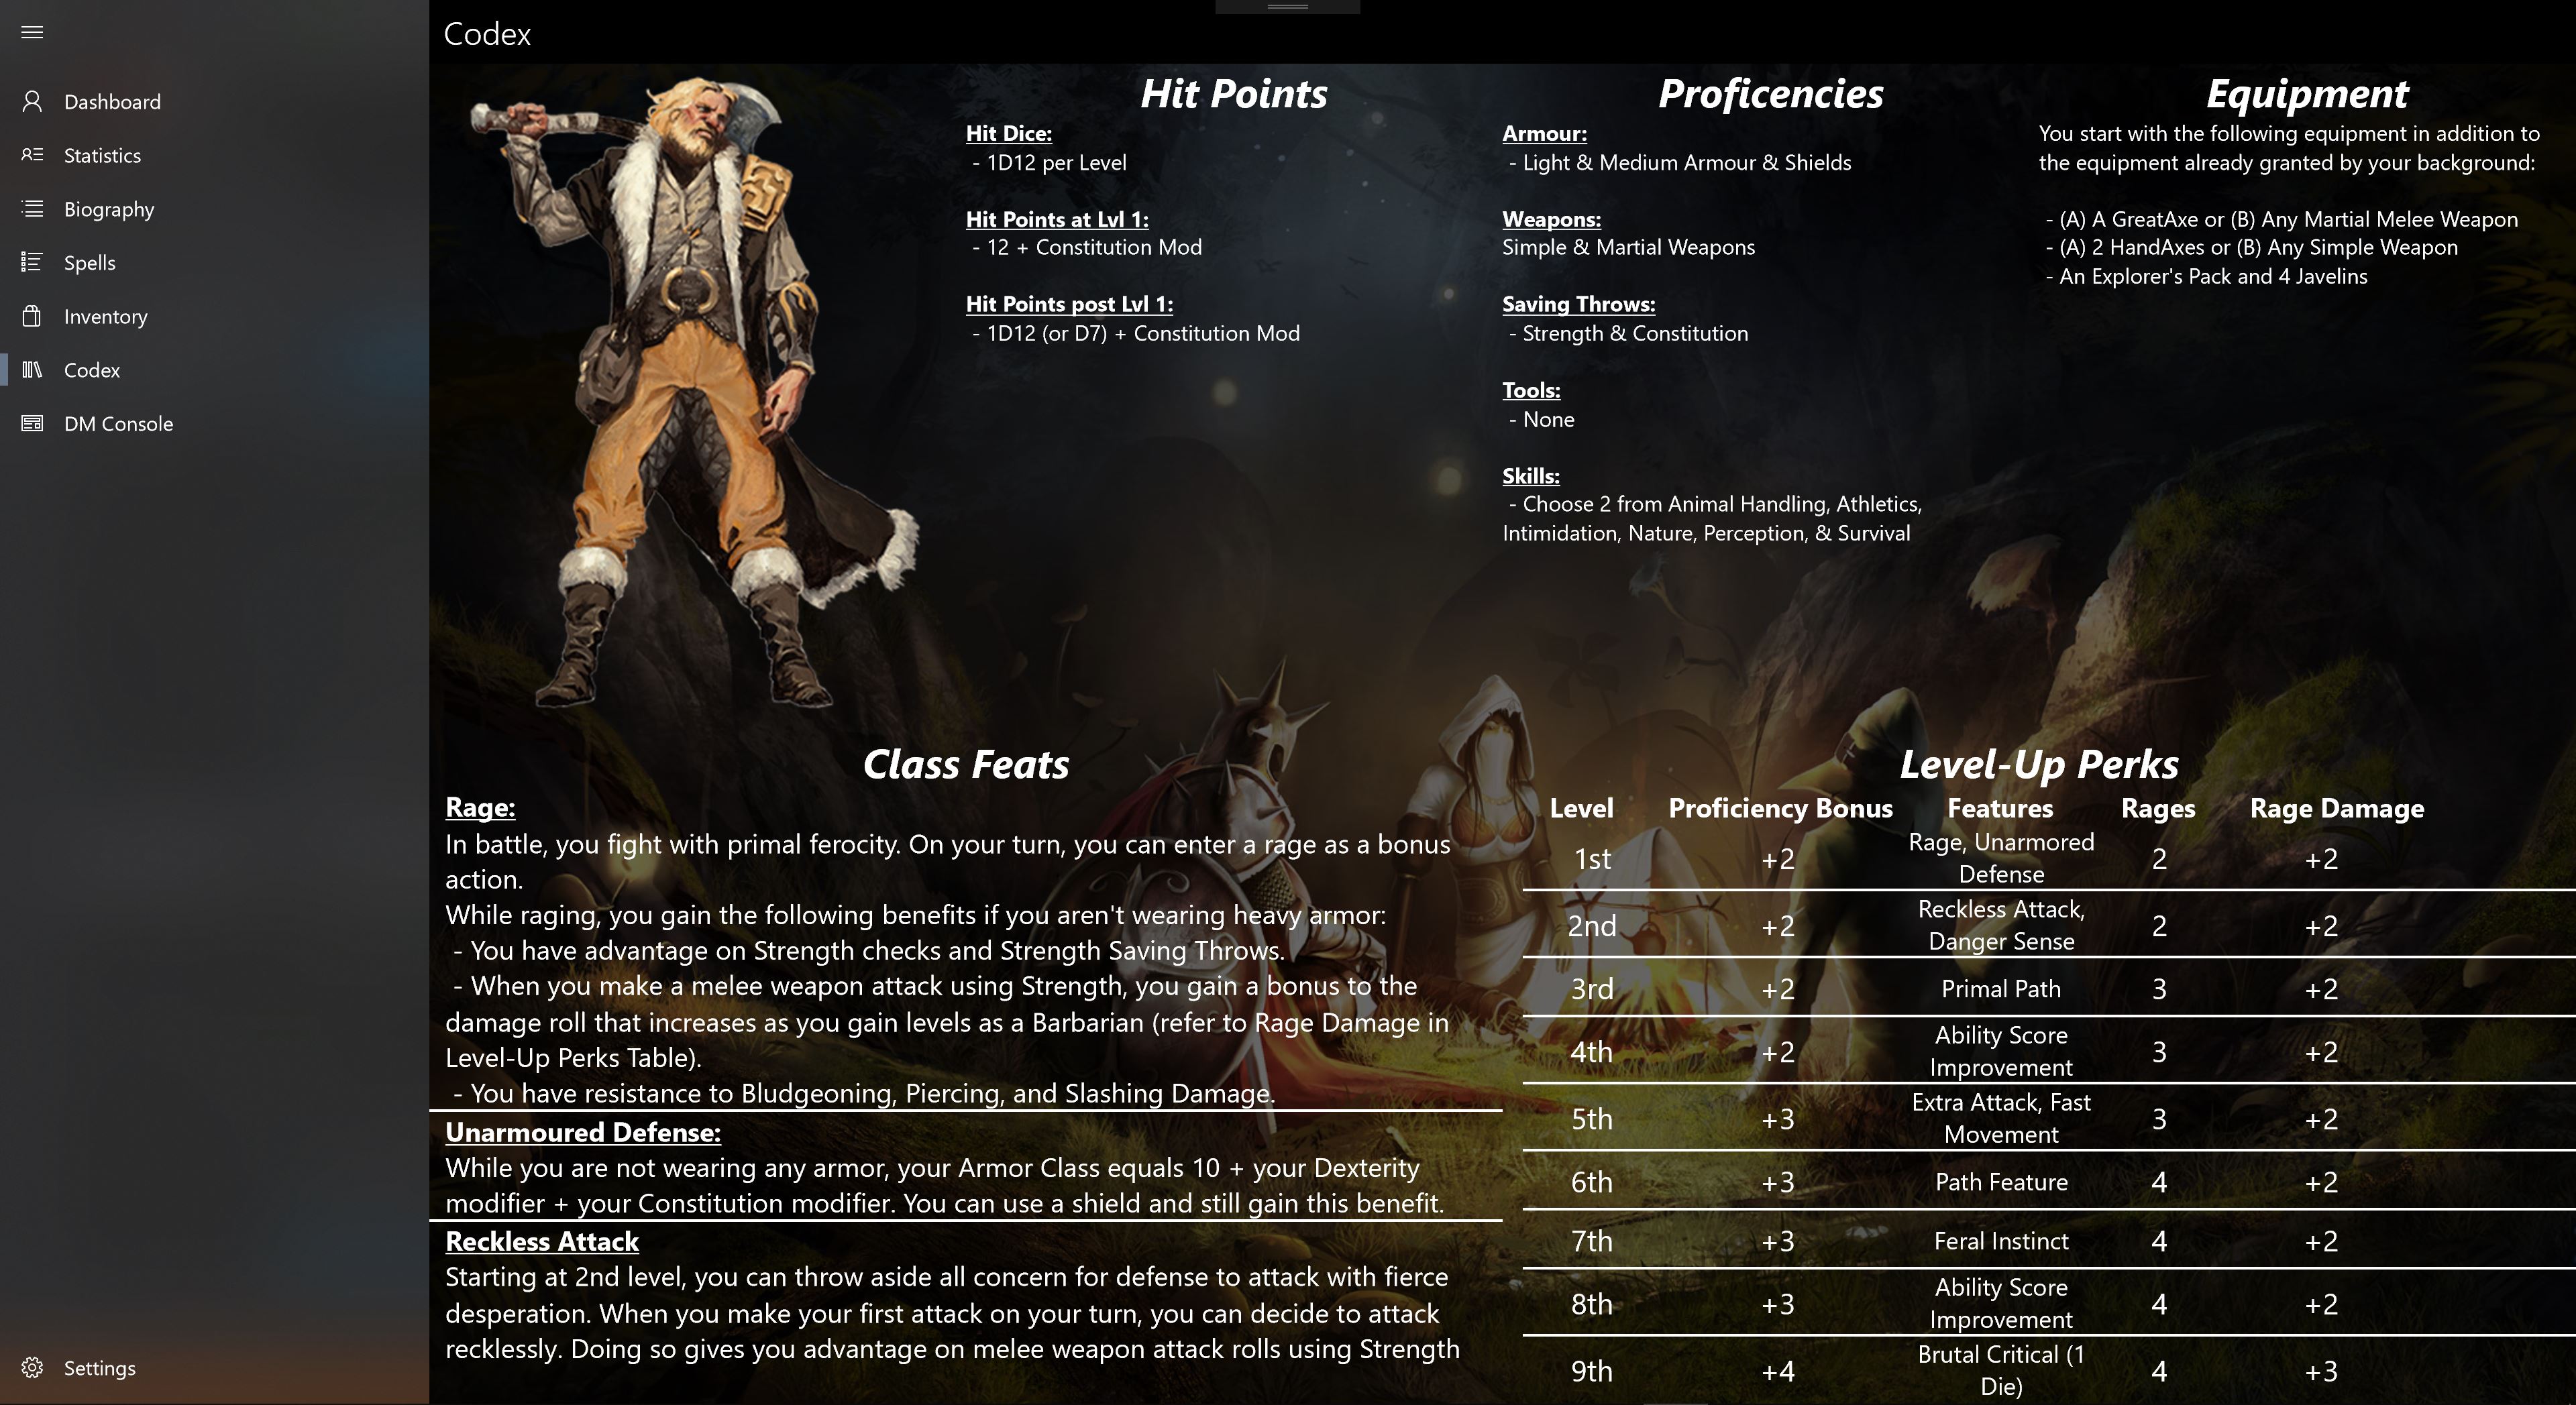 Codex
Dashboard
Statistics
Biography
Spells
Inventory
Codex
DM Console
Settings
Hit Points
Hit Dice:
- 1D12 per Level
Hit Points at Lvl 1:
- 12 + Constitution Mod
Hit Points post Lvl 1:
- 1D12 (or D7) + Constitution Mod
Proficencies
Armour:
- Light & Medium Armour & Shields
Weapons:
Simple & Martial Weapons
Saving Throws:
- Strength & Constitution
Tools:
- None
Skills:
- Choose 2 from Animal Handling, Athletics,
Intimidation, Nature, Perception, & Survival
Equipment
You start with the following equipment in addition to
the equipment already granted by your background:
- (A) A GreatAxe or (B) Any Martial Melee Weapon
- (A) 2 HandAxes or (B) Any Simple Weapon
- An Explorer's Pack and 4 Javelins
Class Feats
Rage:
In battle, you fight with primal ferocity. On your turn, you can enter a rage as a bonus
action.
While raging, you gain the following benefits if you aren't wearing heavy armor:
- You have advantage on Strength checks and Strength Saving Throws.
- When you make a melee weapon attack using Strength, you gain a bonus to the
damage roll that increases as you gain levels as a Barbarian (refer to Rage Damage in
Level-Up Perks Table).
- You have resistance to Bludgeoning, Piercing, and Slashing Damage.
Unarmoured Defense:
While you are not wearing any armor, your Armor Class equals 10 + your Dexterity
modifier + your Constitution modifier. You can use a shield and still gain this benefit.
Reckless Attack
Starting at 2nd level, you can throw aside all concern for defense to attack with fierce
desperation. When you make your first attack on your turn, you can decide to attack
recklessly. Doing so gives you advantage on melee weapon attack rolls using Strength
Level-Up Perks
Level Proficiency Bonus Features Rages Rage Damage
1st +2 Rage, Unarmored Defense 2 +2
2nd +2 Reckless Attack, Danger Sense 2 +2
3rd +2 Primal Path 3 +2
4th +2 Ability Score Improvement 3 +2
5th +3 Extra Attack, Fast Movement 3 +2
6th +3 Path Feature 4 +2
7th +3 Feral Instinct 4 +2
8th +3 Ability Score Improvement 4 +2
9th +4 Brutal Critical (1 Die) 4 +3